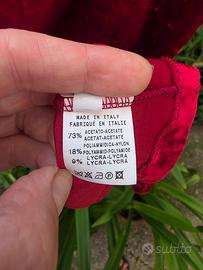 MADE IN ITALY
FABRIQUÉ EN ITALIE
73% ACETATO-ACETATE
ACETAT-ACETATE
POLIAMMIDICA-NYLON
18% POLYAMMID-POLYAMIDE
9% LYCRA-LYCRA
LYCRA-LYCRA
subito